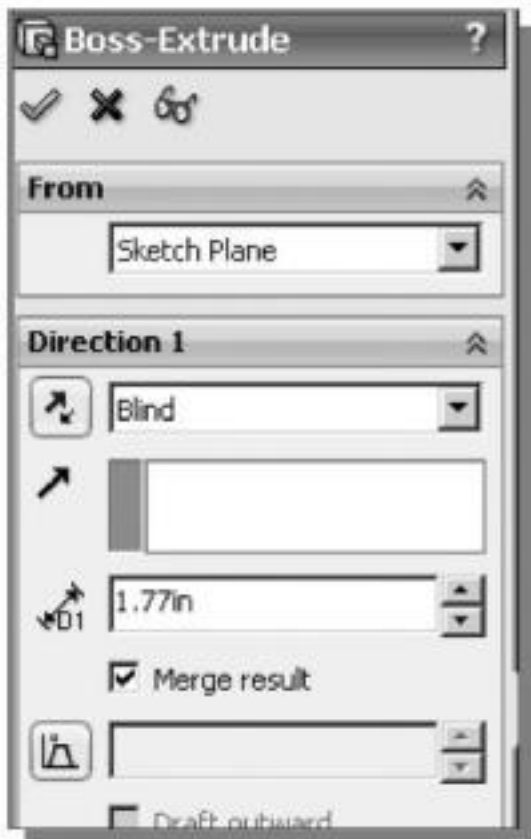 Boss-Extrude ?
From
Sketch Plane
Direction 1
Blind
D1 1.77in
Merge result
Draft outward